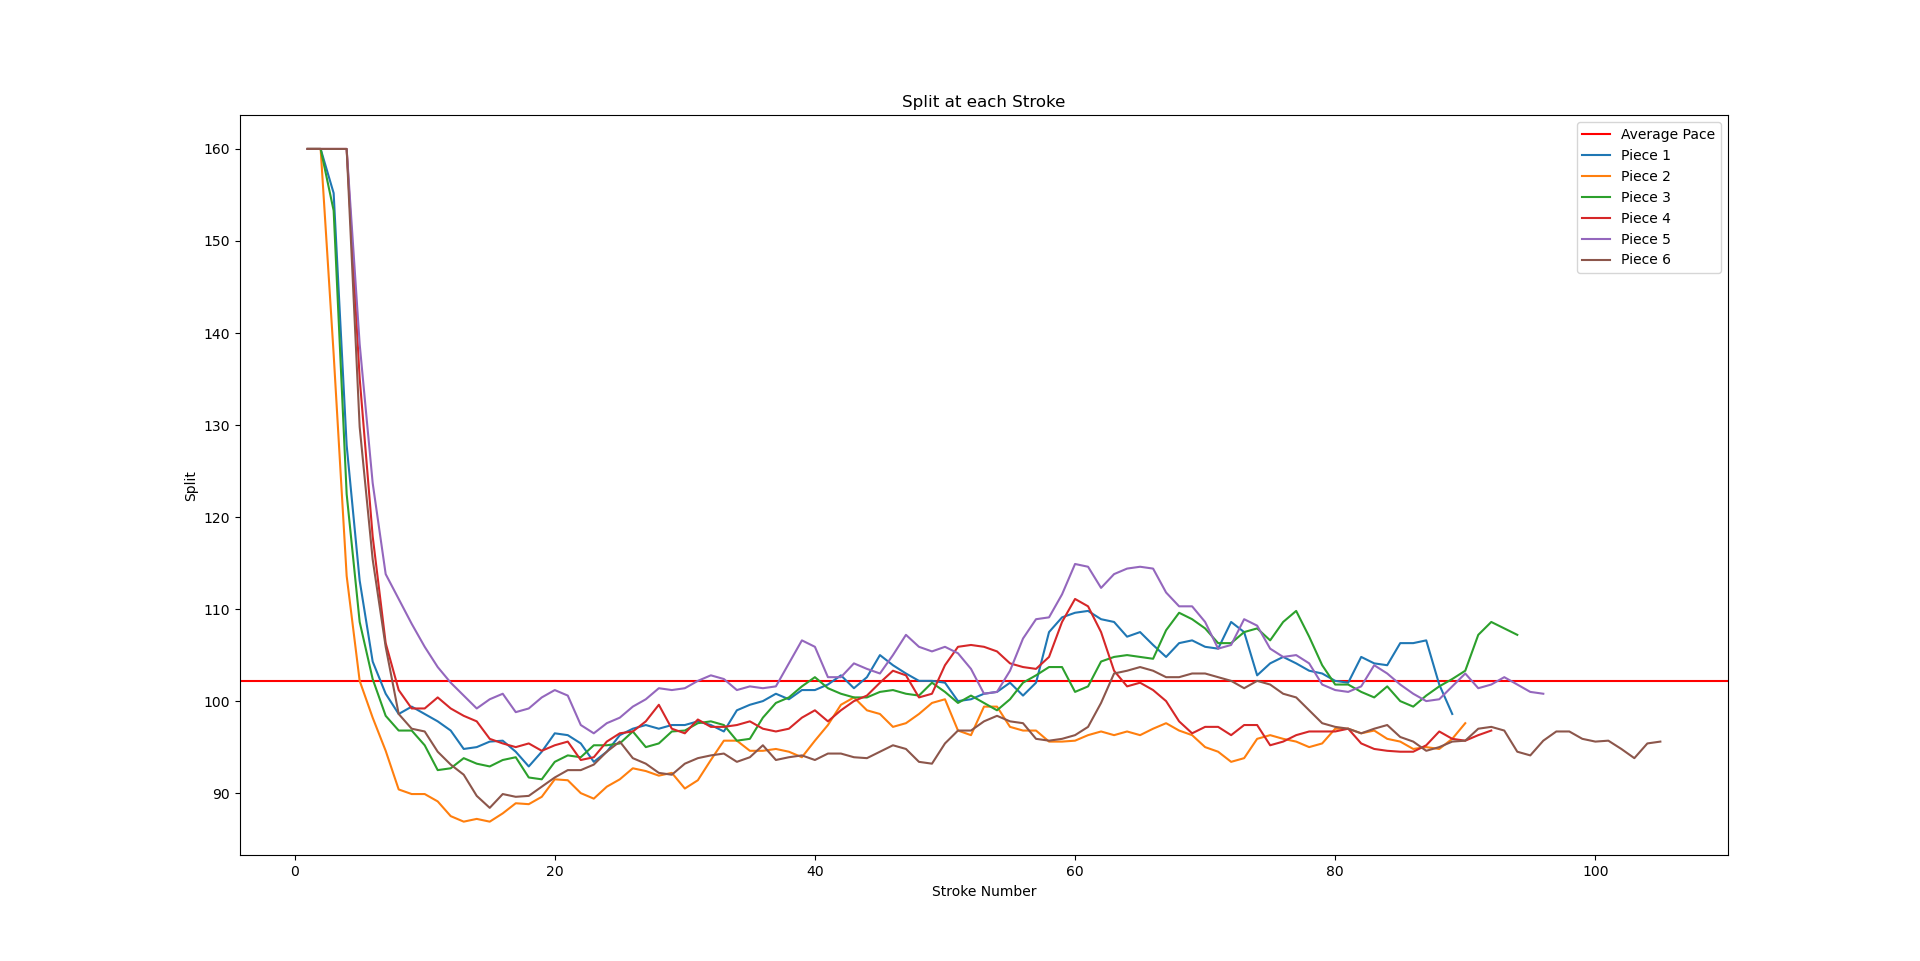 Split at each Stroke
Average Pace
Piece 1
Piece 2
Piece 3
Piece 4
Piece 5
Piece 6
160
150
140
130
120
110
100
90
Split
0 20 40 60 80 100
Stroke Number